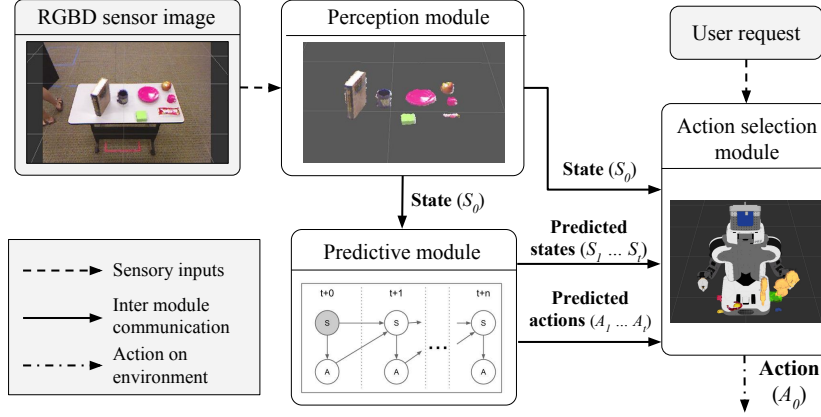 RGBD sensor image
Perception module
User request
Action selection
module
State (S₀)
State (S₀)
Predicted
states (S₁ ... Sₜ)
Predicted
actions (A₁ ... Aₜ)
Predictive module
t+0 t+1 t+n
S S S
...
A A A
Sensory inputs
Inter module
communication
Action on
environment
Action
(A₀)